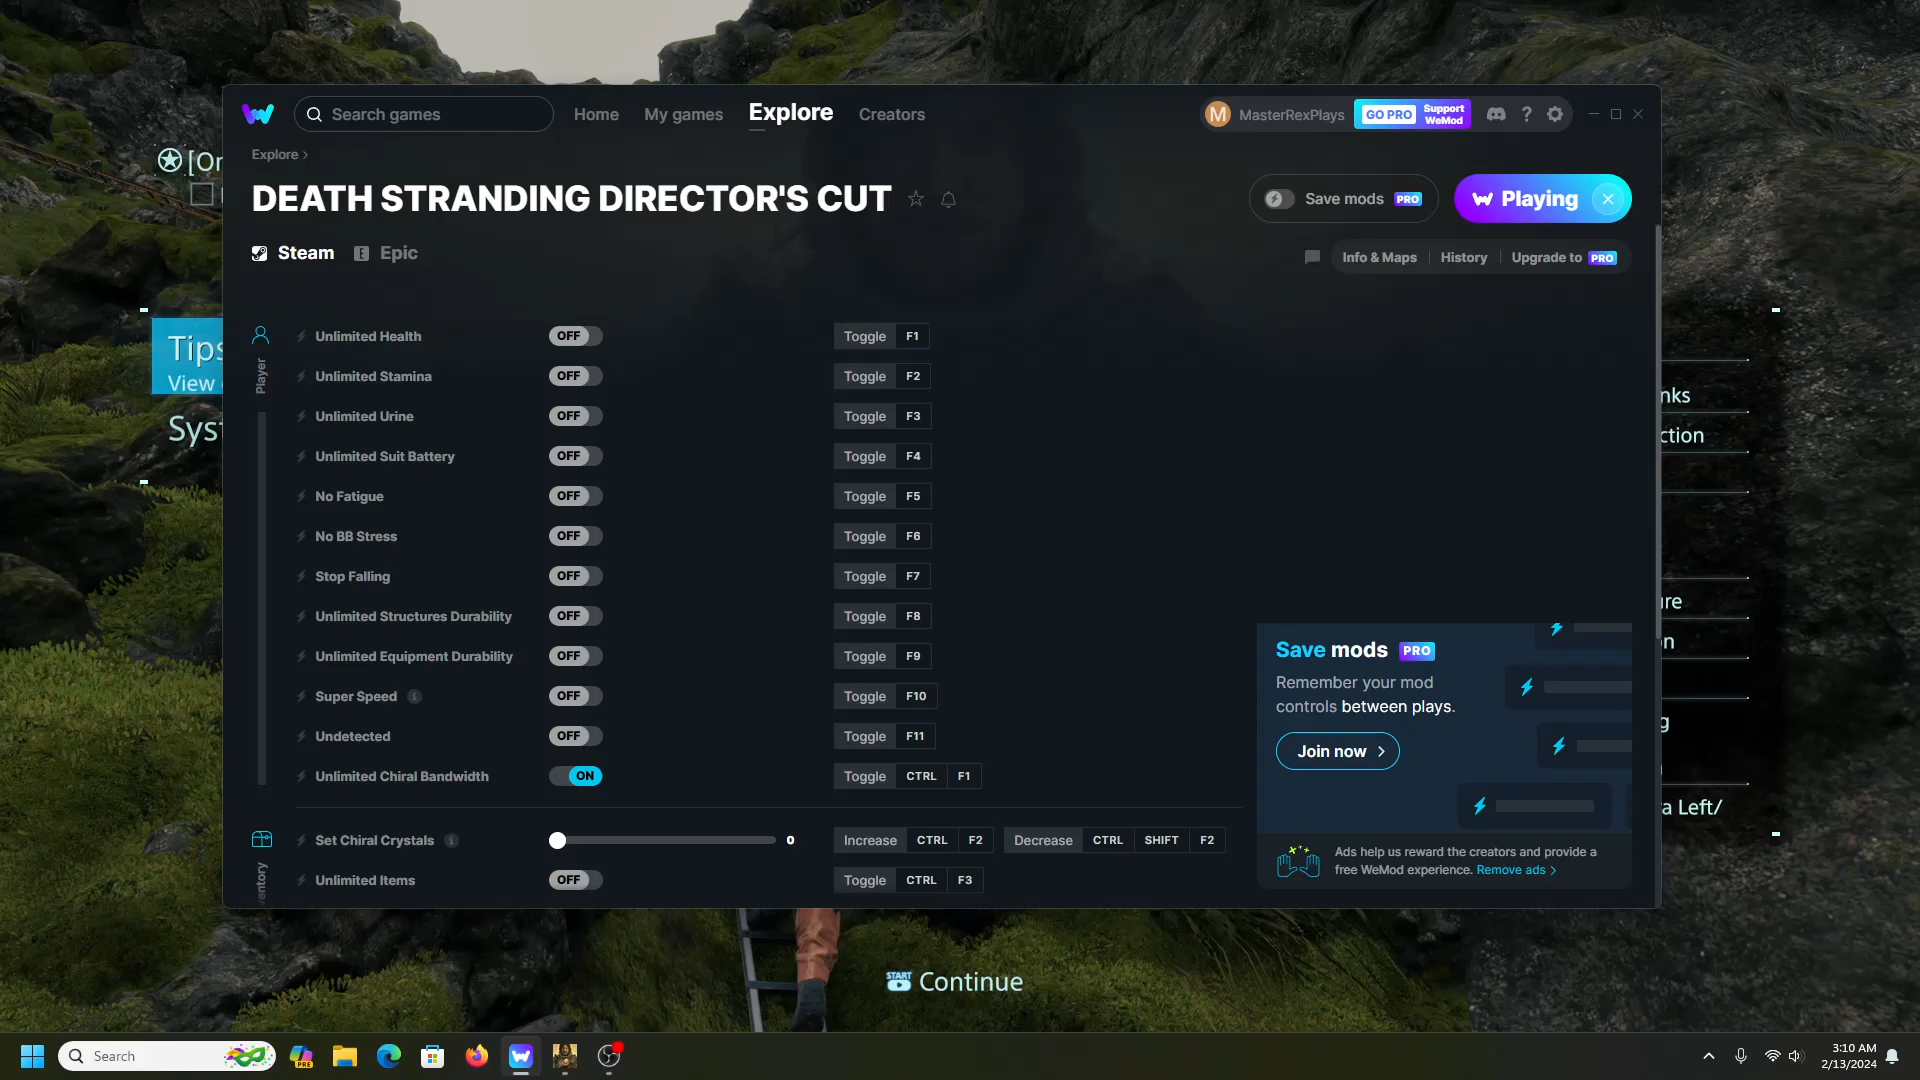 Search games
Home
My games
Explore
Creators
M
MasterRexPlays
GO PRO
Support
WeMod
?
Explore >
DEATH STRANDING DIRECTOR'S CUT
Save mods PRO
Playing
Steam
E Epic
Info & Maps
History
Upgrade to PRO
Player
Unlimited Health OFF Toggle F1
Unlimited Stamina OFF Toggle F2
Unlimited Urine OFF Toggle F3
Unlimited Suit Battery OFF Toggle F4
No Fatigue OFF Toggle F5
No BB Stress OFF Toggle F6
Stop Falling OFF Toggle F7
Unlimited Structures Durability OFF Toggle F8
Unlimited Equipment Durability OFF Toggle F9
Super Speed OFF Toggle F10
Undetected OFF Toggle F11
Unlimited Chiral Bandwidth ON Toggle CTRL F1
Set Chiral Crystals 0 Increase CTRL F2 Decrease CTRL SHIFT F2
Unlimited Items OFF Toggle CTRL F3
Save mods PRO
Remember your mod
controls between plays.
Join now >
Ads help us reward the creators and provide a
free WeMod experience. Remove ads >
[Or
Tips
View
Syst
nks
ction
re
n
g
a Left/
START Continue
Search
PRE
3:10 AM
2/13/2024